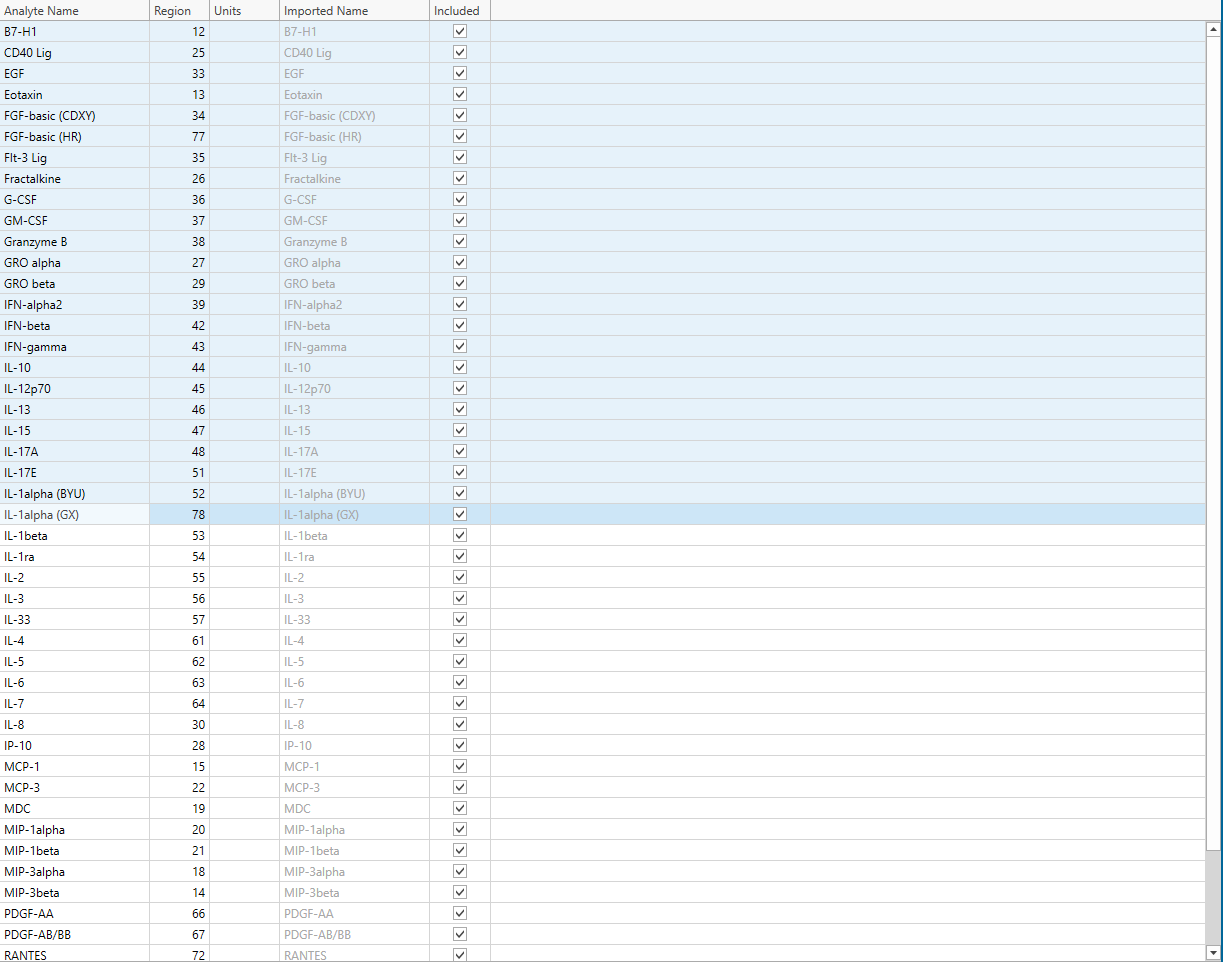 Analyte Name Region Units Imported Name Included
B7-H1 12 B7-H1
CD40 Lig 25 CD40 Lig
EGF 33 EGF
Eotaxin 13 Eotaxin
FGF-basic (CDXY) 34 FGF-basic (CDXY)
FGF-basic (HR) 77 FGF-basic (HR)
Flt-3 Lig 35 Flt-3 Lig
Fractalkine 26 Fractalkine
G-CSF 36 G-CSF
GM-CSF 37 GM-CSF
Granzyme B 38 Granzyme B
GRO alpha 27 GRO alpha
GRO beta 29 GRO beta
IFN-alpha2 39 IFN-alpha2
IFN-beta 42 IFN-beta
IFN-gamma 43 IFN-gamma
IL-10 44 IL-10
IL-12p70 45 IL-12p70
IL-13 46 IL-13
IL-15 47 IL-15
IL-17A 48 IL-17A
IL-17E 51 IL-17E
IL-1alpha (BYU) 52 IL-1alpha (BYU)
IL-1alpha (GX) 78 IL-1alpha (GX)
IL-1beta 53 IL-1beta
IL-1ra 54 IL-1ra
IL-2 55 IL-2
IL-3 56 IL-3
IL-33 57 IL-33
IL-4 61 IL-4
IL-5 62 IL-5
IL-6 63 IL-6
IL-7 64 IL-7
IL-8 30 IL-8
IP-10 28 IP-10
MCP-1 15 MCP-1
MCP-3 22 MCP-3
MDC 19 MDC
MIP-1alpha 20 MIP-1alpha
MIP-1beta 21 MIP-1beta
MIP-3alpha 18 MIP-3alpha
MIP-3beta 14 MIP-3beta
PDGF-AA 66 PDGF-AA
PDGF-AB/BB 67 PDGF-AB/BB
RANTES 72 RANTES